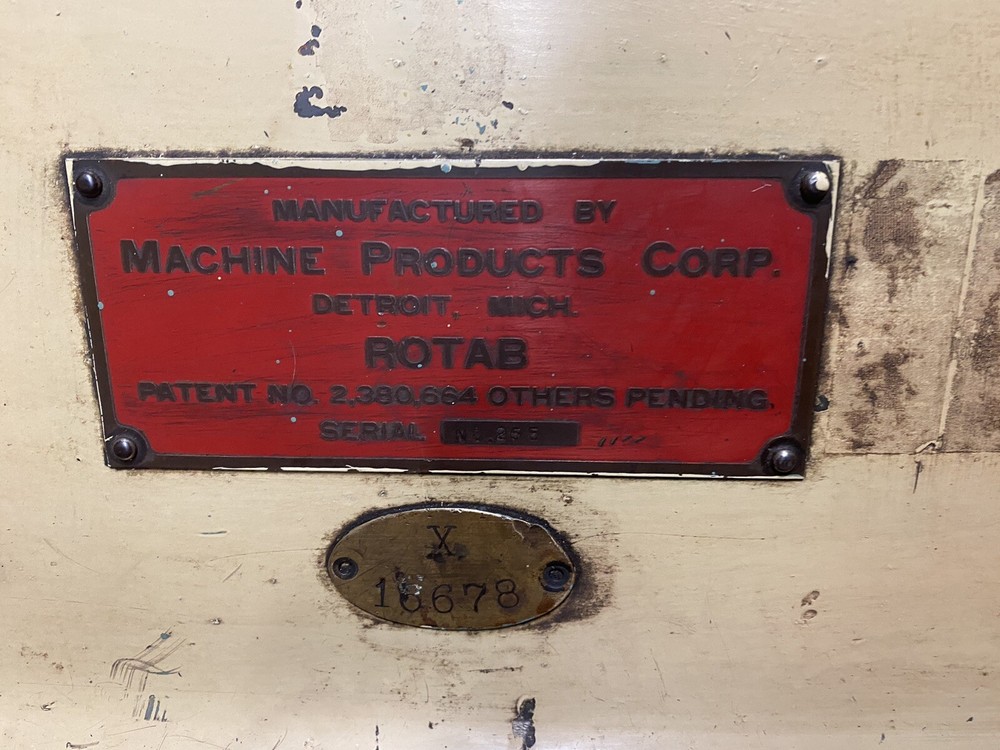 MANUFACTURED BY
MACHINE PRODUCTS CORP.
DETROIT, MICH.
ROTAB
PATENT NO. 2,380,664 OTHERS PENDING.
SERIAL
X
16678